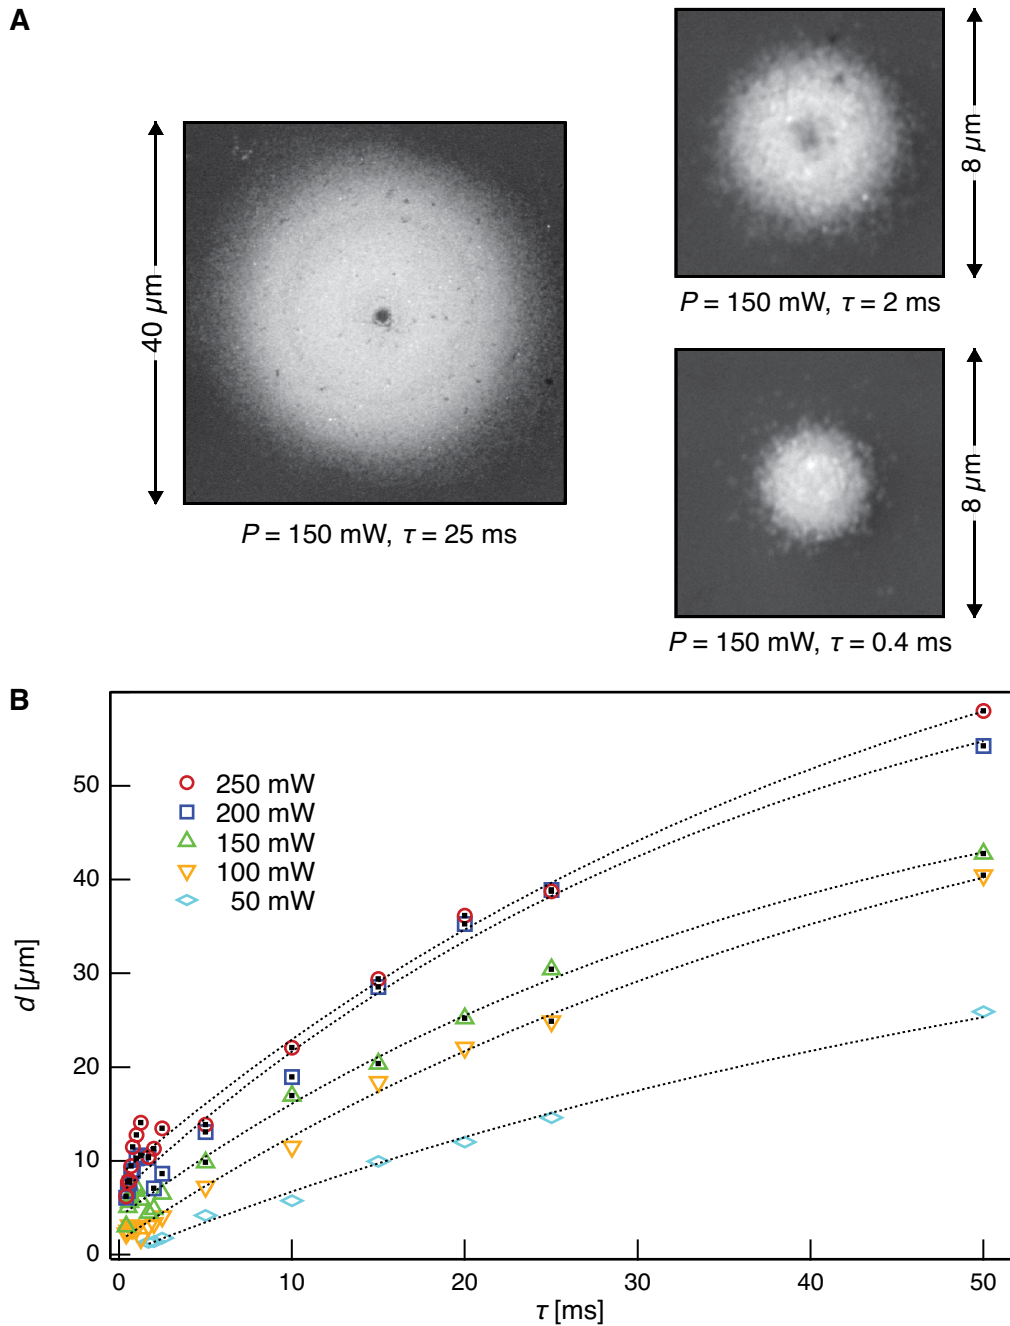 A
40 µm
P = 150 mW, τ = 25 ms
8 µm
P = 150 mW, τ = 2 ms
8 µm
P = 150 mW, τ = 0.4 ms
B
250 mW
200 mW
150 mW
100 mW
50 mW
50
40
30
20
10
0
d [µm]
0 10 20 30 40 50
τ [ms]